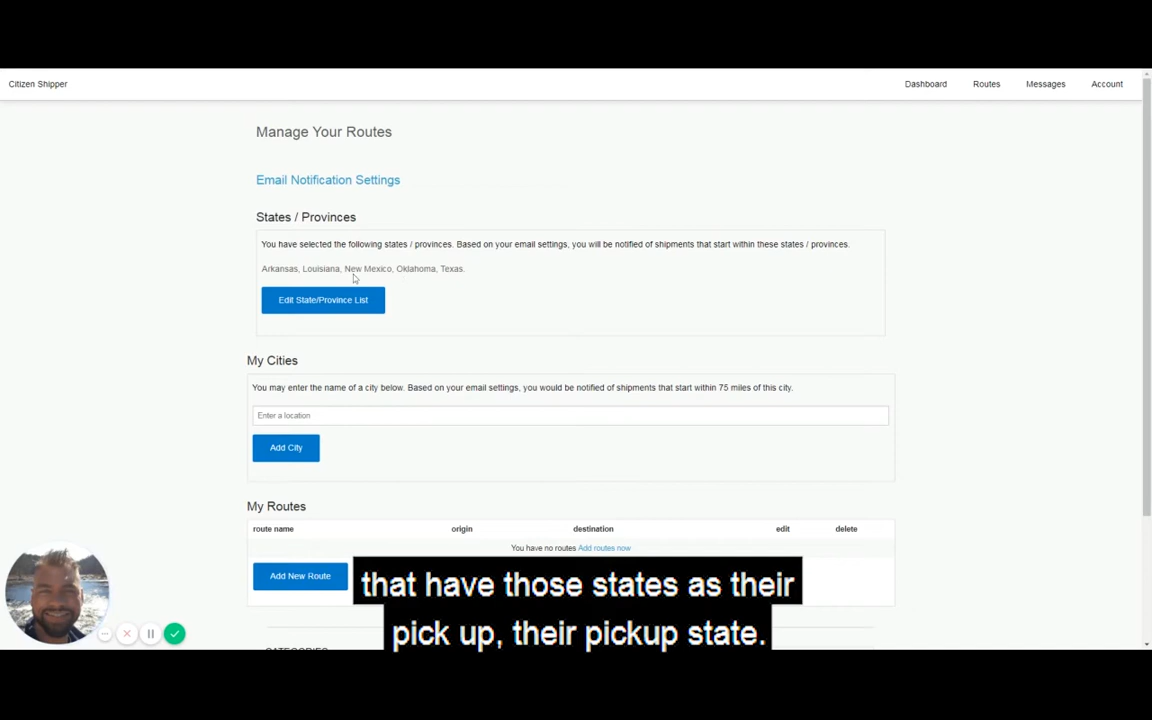 Citizen Shipper
Dashboard Routes Messages Account
Manage Your Routes
Email Notification Settings
States / Provinces
You have selected the following states / provinces. Based on your email settings, you will be notified of shipments that start within these states / provinces.
Arkansas, Louisiana, New Mexico, Oklahoma, Texas.
Edit State/Province List
My Cities
You may enter the name of a city below. Based on your email settings, you would be notified of shipments that start within 75 miles of this city.
Enter a location
Add City
My Routes
route name origin destination edit delete
You have no routes Add routes now
Add New Route
that have those states as their
pick up, their pickup state.
CATEGORIES